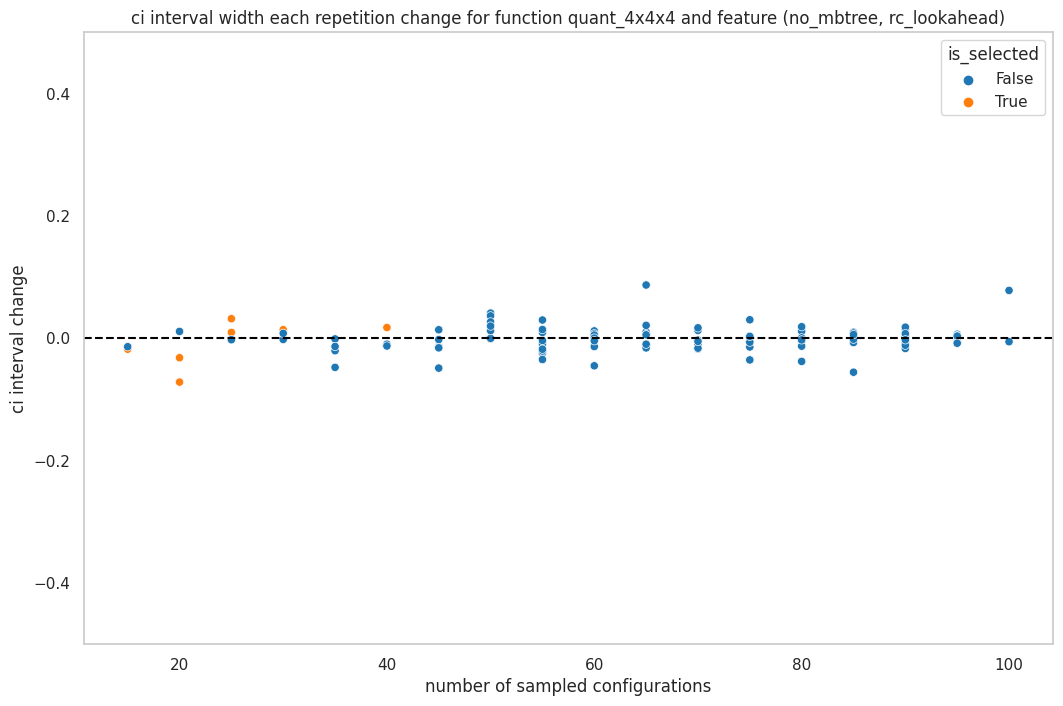 ci interval width each repetition change for function quant_4x4x4 and feature (no_mbtree, rc_lookahead)
is_selected
False
True
ci interval change
0.4
0.2
0.0
−0.2
−0.4
20 40 60 80 100
number of sampled configurations